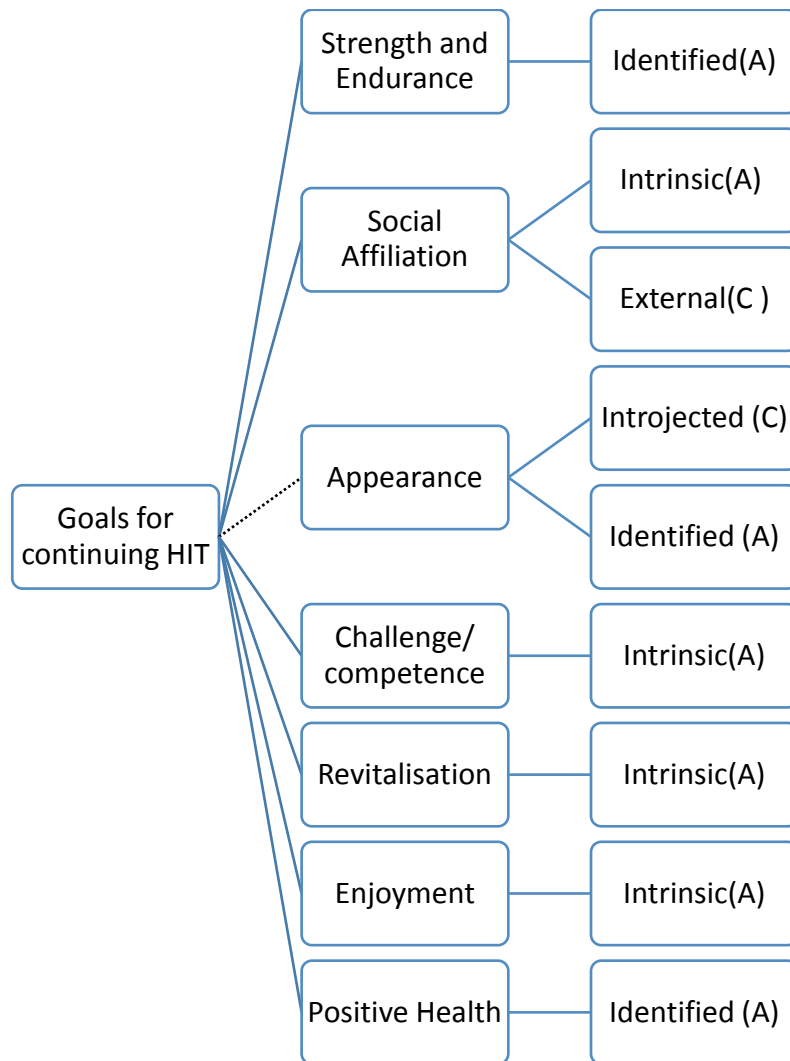 Strength and
Endurance
Identified(A)
Intrinsic(A)
Social
Affiliation
External(C )
Introjected (C)
Appearance
Identified (A)
Goals for
continuing HIT
Challenge/
competence
Intrinsic(A)
Revitalisation
Intrinsic(A)
Enjoyment
Intrinsic(A)
Positive Health
Identified (A)